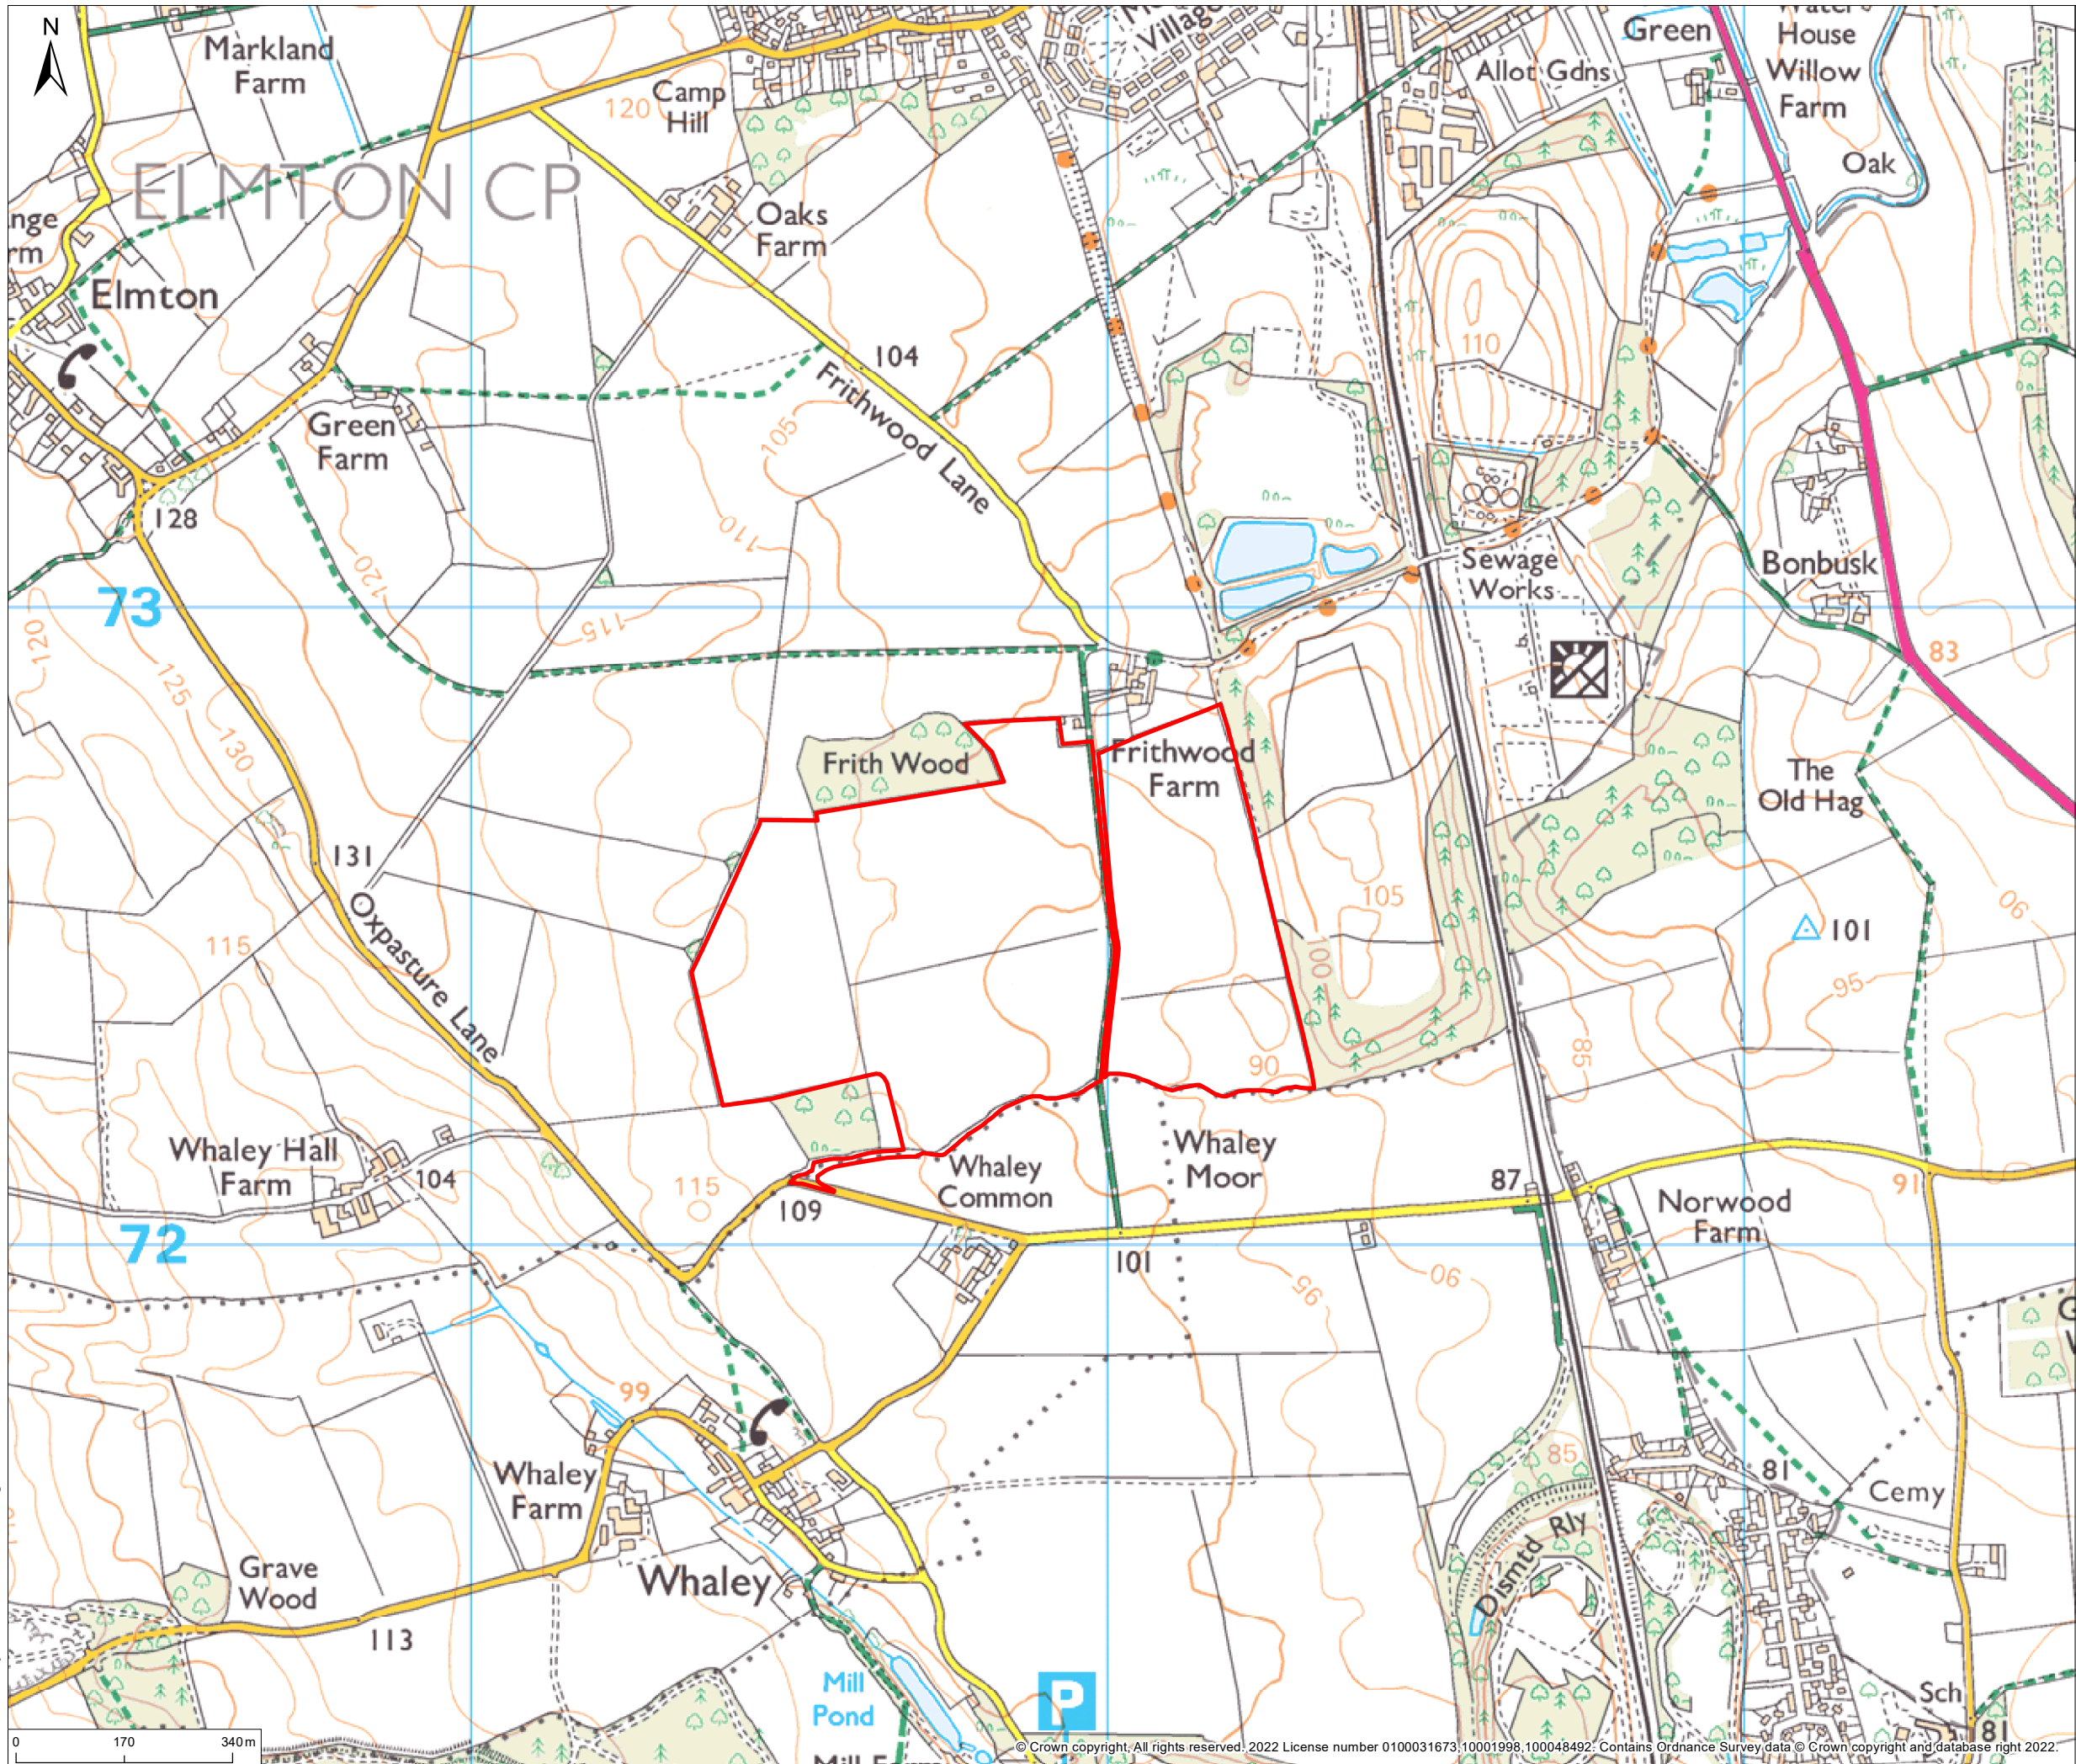 N
Markland
Farm
ELMTON CP
120
Camp
Hill
Village
Allot Gdns
Green
House
Willow
Farm
Oak
Oaks
Farm
Elmton
104
Frithwood Lane
105
110
110
Green
Farm
128
120
73
115
120
125
130
Sewage
Works
Bonbusk
83
Frith Wood
Frithwood
Farm
The
Old Hag
131
Oxpasture Lane
115
105
100
101
90
95
90
85
Whaley Hall
Farm
104
115
109
Whaley
Common
Whaley
Moor
87
Norwood
Farm
91
72
101
95
90
99
Whaley
Farm
Whaley
85
81
Cemy
Dismtd Rly
Grave
Wood
113
Mill
Pond
P
Sch
81
0 170 340 m
© Crown copyright, All rights reserved. 2022 License number 0100031673,10001998,100048492. Contains Ordnance Survey data © Crown copyright and database right 2022.